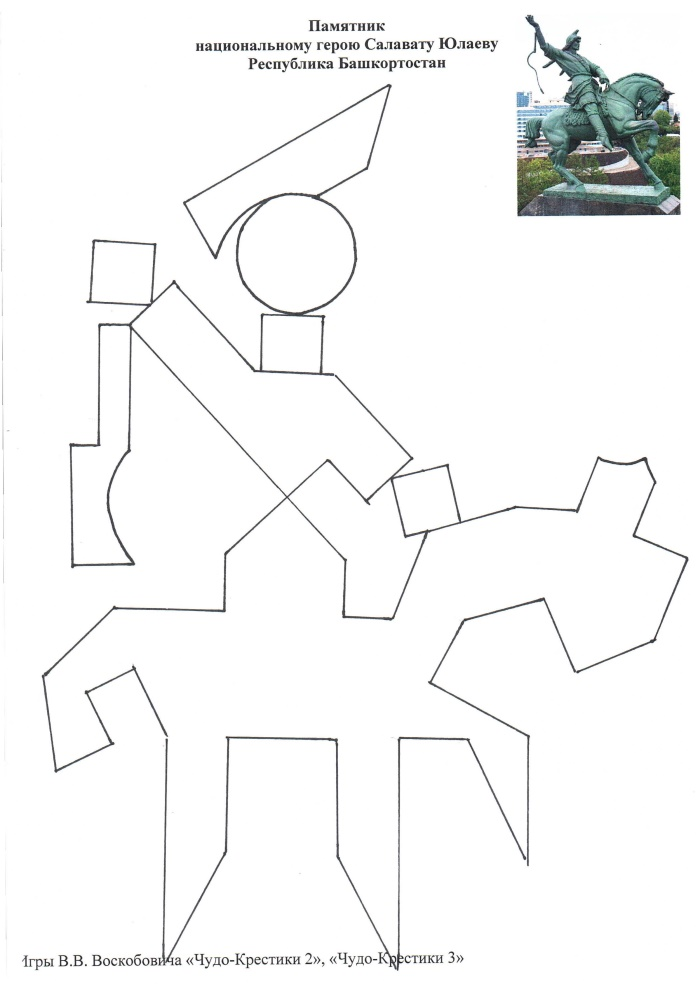 Памятник
национальному герою Салавату Юлаеву
Республика Башкортостан
Игры В.В. Воскобовича «Чудо-Крестики 2», «Чудо-Крестики 3»